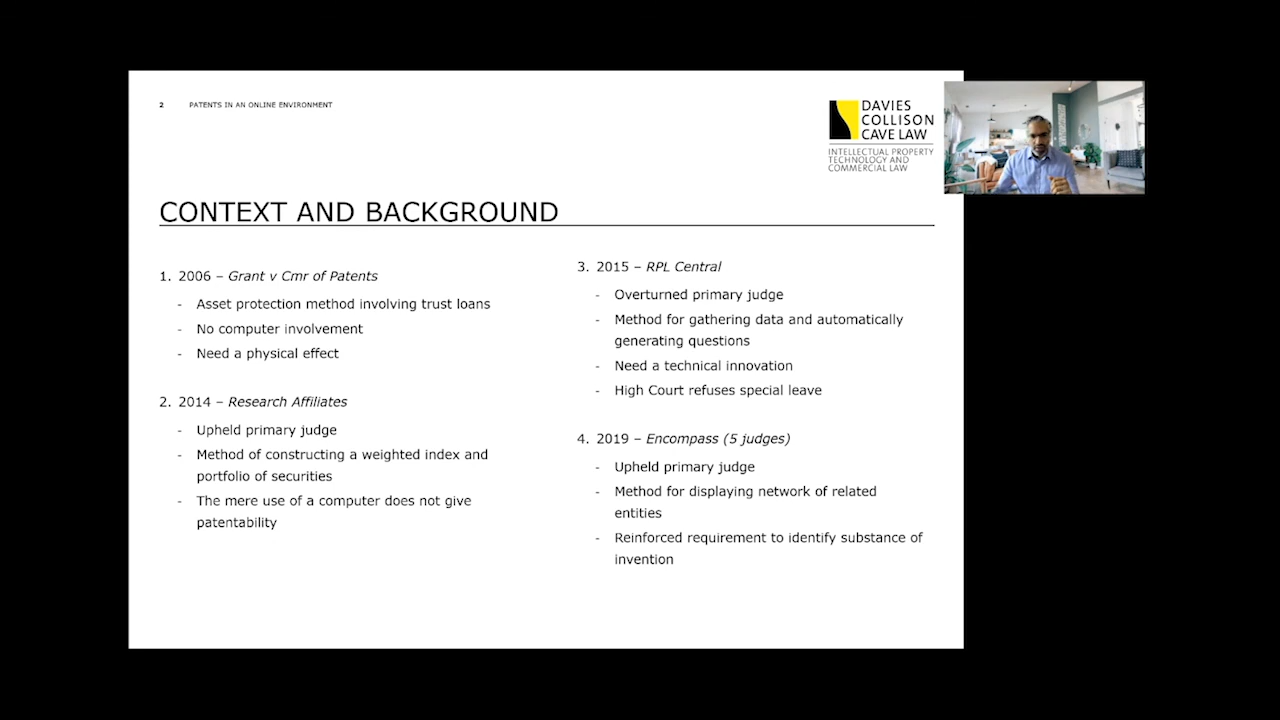 2 PATENTS IN AN ONLINE ENVIRONMENT
DAVIES
COLLISON
CAVE LAW
INTELLECTUAL PROPERTY
TECHNOLOGY AND
COMMERCIAL LAW
CONTEXT AND BACKGROUND
1. 2006 – Grant v Cmr of Patents
- Asset protection method involving trust loans
- No computer involvement
- Need a physical effect
2. 2014 – Research Affiliates
- Upheld primary judge
- Method of constructing a weighted index and
portfolio of securities
- The mere use of a computer does not give
patentability
3. 2015 – RPL Central
- Overturned primary judge
- Method for gathering data and automatically
generating questions
- Need a technical innovation
- High Court refuses special leave
4. 2019 – Encompass (5 judges)
- Upheld primary judge
- Method for displaying network of related
entities
- Reinforced requirement to identify substance of
invention